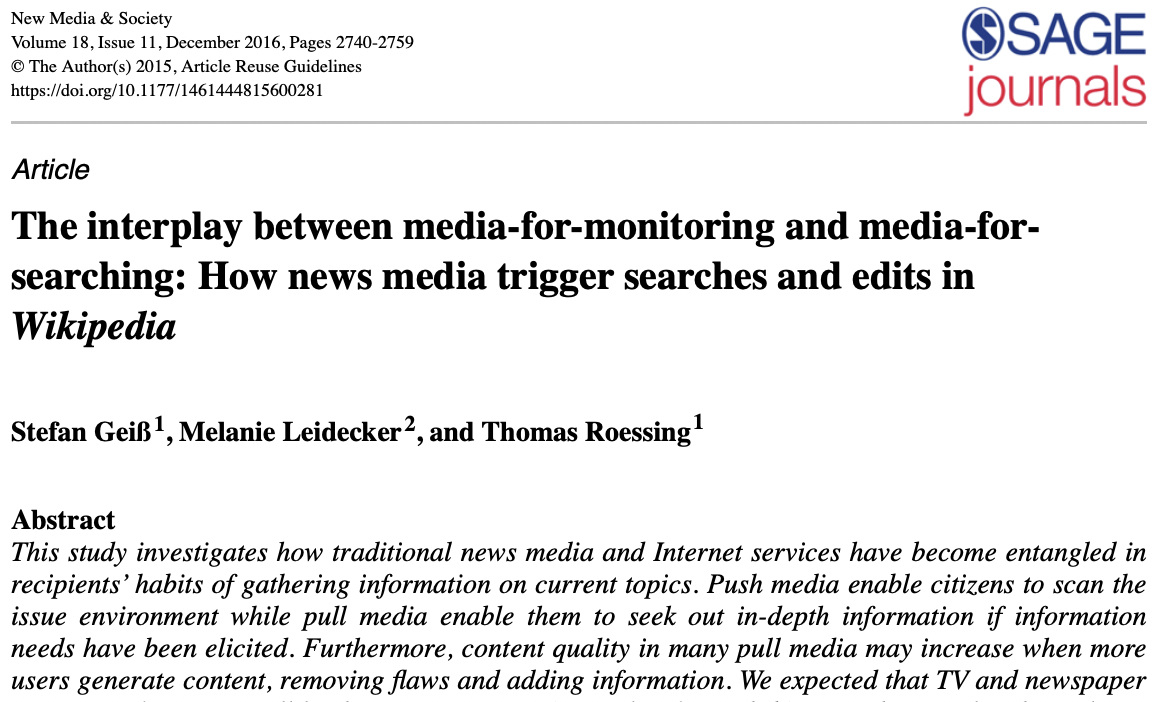 New Media & Society
Volume 18, Issue 11, December 2016, Pages 2740-2759
© The Author(s) 2015, Article Reuse Guidelines
https://doi.org/10.1177/1461444815600281
SAGE
journals
Article
The interplay between media-for-monitoring and media-for-
searching: How news media trigger searches and edits in
Wikipedia
Stefan Geiß1, Melanie Leidecker2, and Thomas Roessing1
Abstract
This study investigates how traditional news media and Internet services have become entangled in
recipients’ habits of gathering information on current topics. Push media enable citizens to scan the
issue environment while pull media enable them to seek out in-depth information if information
needs have been elicited. Furthermore, content quality in many pull media may increase when more
users generate content, removing flaws and adding information. We expected that TV and newspaper